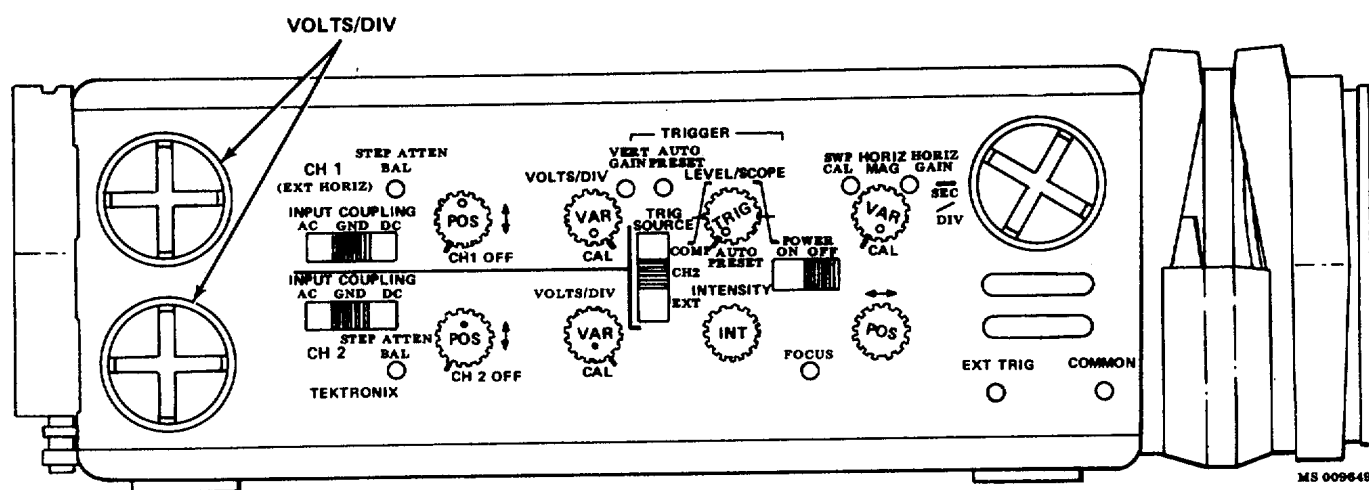 VOLTS/DIV
TRIGGER
CH 1
(EXT HORIZ)
STEP ATTEN
BAL
VERT
GAIN
AUTO
PRESET
SWP
CAL
HORIZ
MAG
HORIZ
GAIN
VOLTS/DIV
LEVEL/SCOPE
SEC
/
DIV
INPUT COUPLING
AC GND DC
POS
CH1 OFF
VAR
CAL
TRIG
SOURCE
COMP
CH2
EXT
TRIG
AUTO
PRESET
POWER
ON OFF
VAR
CAL
INPUT COUPLING
AC GND DC
CH 2
STEP ATTEN
BAL
POS
CH 2 OFF
VOLTS/DIV
VAR
CAL
INTENSITY
INT
FOCUS
POS
EXT TRIG
COMMON
TEKTRONIX
MS 009649